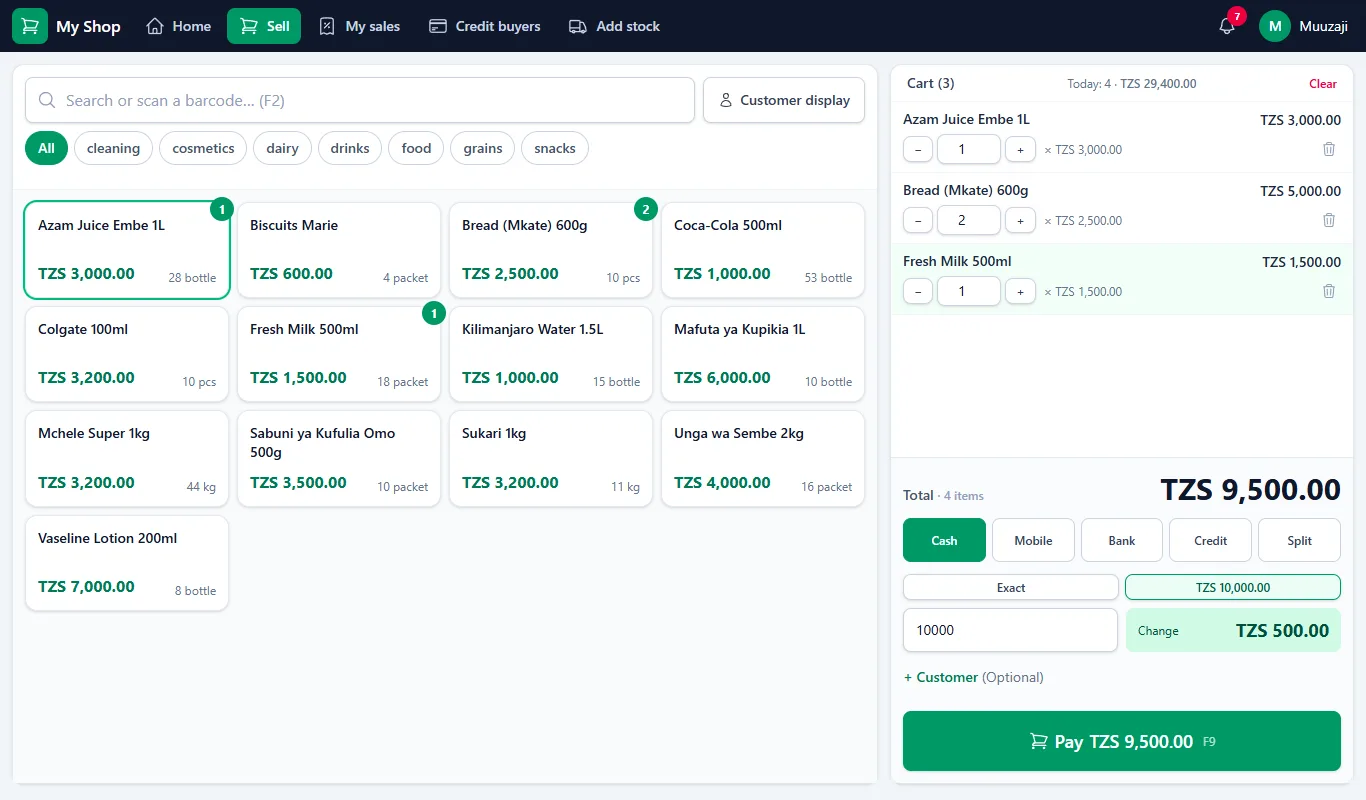 My Shop Home Sell My sales Credit buyers Add stock 7 M Muuzaji
Search or scan a barcode... (F2) Customer display
All cleaning cosmetics dairy drinks food grains snacks
1 2
Azam Juice Embe 1L Biscuits Marie Bread (Mkate) 600g Coca-Cola 500ml
TZS 3,000.00 28 bottle TZS 600.00 4 packet TZS 2,500.00 10 pcs TZS 1,000.00 53 bottle
1
Colgate 100ml Fresh Milk 500ml Kilimanjaro Water 1.5L Mafuta ya Kupikia 1L
TZS 3,200.00 10 pcs TZS 1,500.00 18 packet TZS 1,000.00 15 bottle TZS 6,000.00 10 bottle
Mchele Super 1kg Sabuni ya Kufulia Omo Sukari 1kg Unga wa Sembe 2kg
500g
TZS 3,200.00 44 kg TZS 3,500.00 10 packet TZS 3,200.00 11 kg TZS 4,000.00 16 packet
Vaseline Lotion 200ml
TZS 7,000.00 8 bottle
Cart (3) Today: 4 · TZS 29,400.00 Clear
Azam Juice Embe 1L TZS 3,000.00
− 1 + × TZS 3,000.00
Bread (Mkate) 600g TZS 5,000.00
− 2 + × TZS 2,500.00
Fresh Milk 500ml TZS 1,500.00
− 1 + × TZS 1,500.00
Total · 4 items TZS 9,500.00
Cash Mobile Bank Credit Split
Exact TZS 10,000.00
10000 Change TZS 500.00
+ Customer (Optional)
Pay TZS 9,500.00 F9